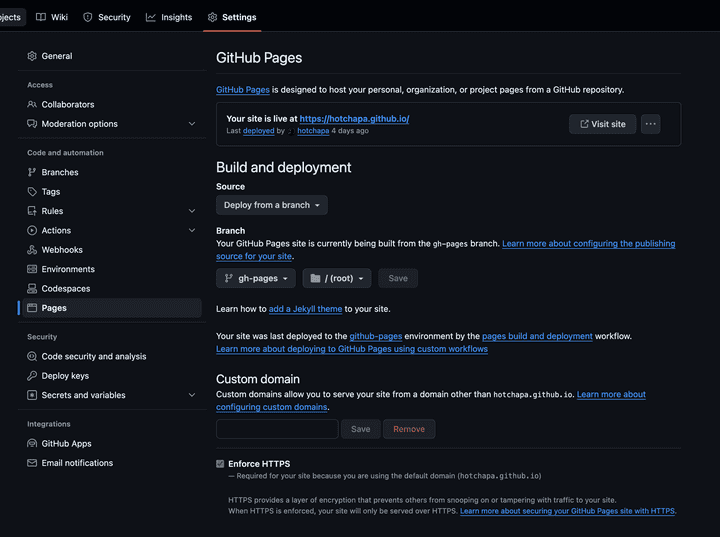 jects
Wiki
Security
Insights
Settings
General
Access
Collaborators
Moderation options
Code and automation
Branches
Tags
Rules
Actions
Webhooks
Environments
Codespaces
Pages
Security
Code security and analysis
Deploy keys
Secrets and variables
Integrations
GitHub Apps
Email notifications
GitHub Pages
GitHub Pages is designed to host your personal, organization, or project pages from a GitHub repository.
Your site is live at https://hotchapa.github.io/
Last deployed by hotchapa 4 days ago
Visit site
Build and deployment
Source
Deploy from a branch
Branch
Your GitHub Pages site is currently being built from the gh-pages branch. Learn more about configuring the publishing
source for your site.
gh-pages
/ (root)
Save
Learn how to add a Jekyll theme to your site.
Your site was last deployed to the github-pages environment by the pages build and deployment workflow.
Learn more about deploying to GitHub Pages using custom workflows
Custom domain
Custom domains allow you to serve your site from a domain other than hotchapa.github.io. Learn more about
configuring custom domains.
Save
Remove
Enforce HTTPS
— Required for your site because you are using the default domain (hotchapa.github.io)
HTTPS provides a layer of encryption that prevents others from snooping on or tampering with traffic to your site.
When HTTPS is enforced, your site will only be served over HTTPS. Learn more about securing your GitHub Pages site with HTTPS.